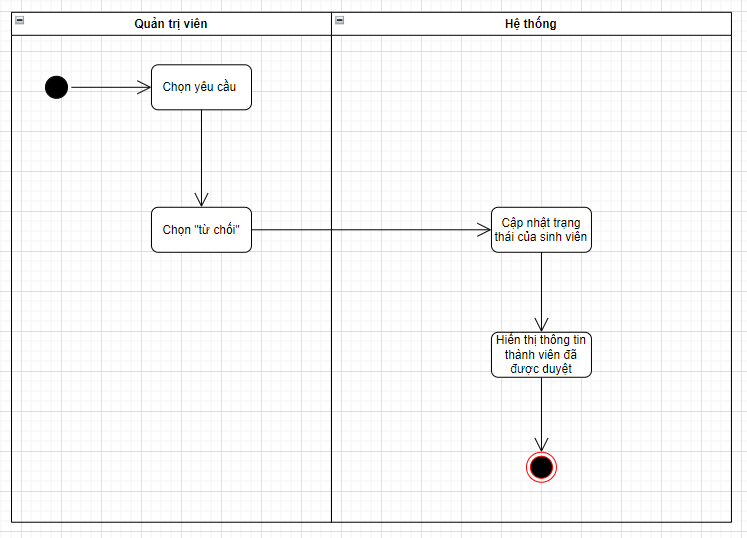 Quản trị viên
Hệ thống
Chọn yêu cầu
Chọn "từ chối"
Cập nhật trạng
thái của sinh viên
Hiển thị thông tin
thành viên đã
được duyệt